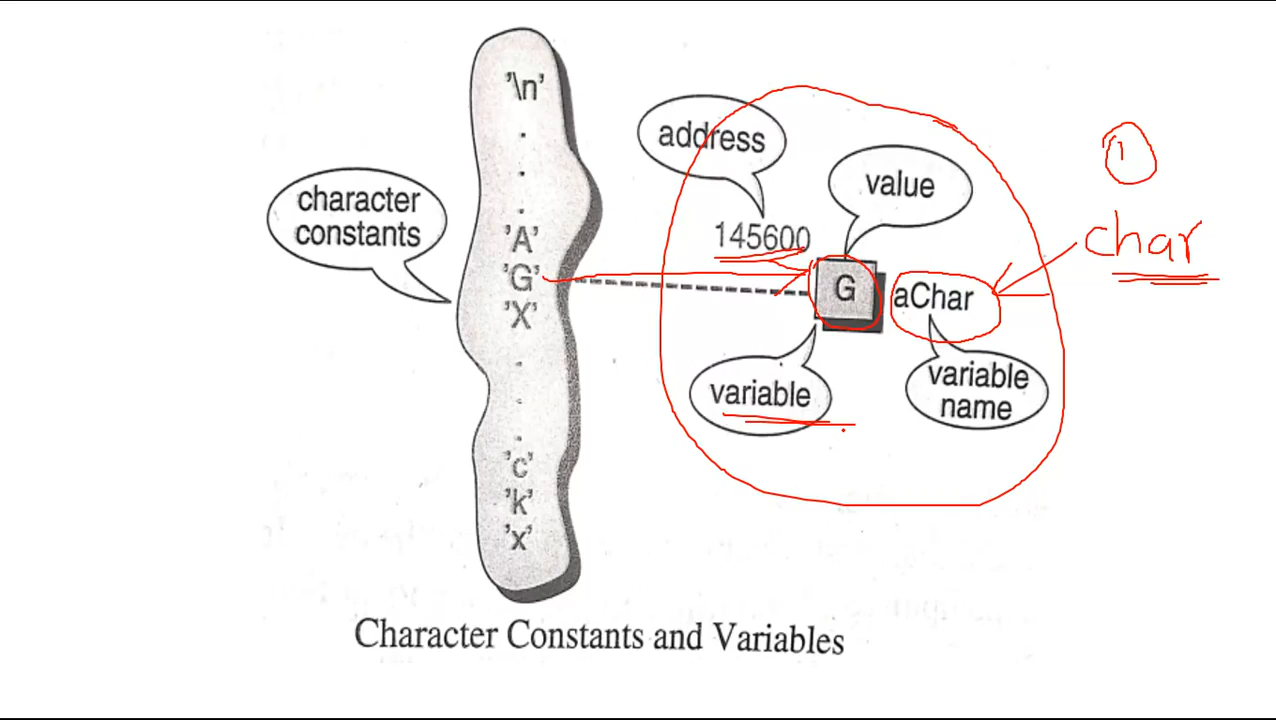 '\n'
.
.
.
'A'
'G'
'X'
.
.
.
'c'
'k'
'x'
character
constants
address
145600
value
G
aChar
variable
variable
name
1
char
Character Constants and Variables